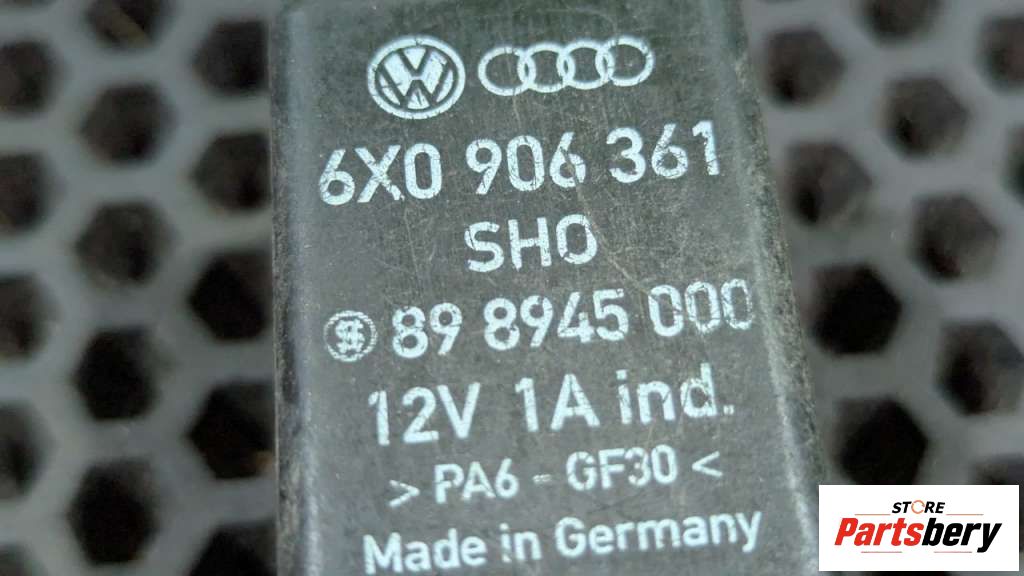 6X0 906 361
SHO
89 8945 000
12V 1A ind.
> PA6 - GF30 <
Made in Germany
STORE
Partsbery